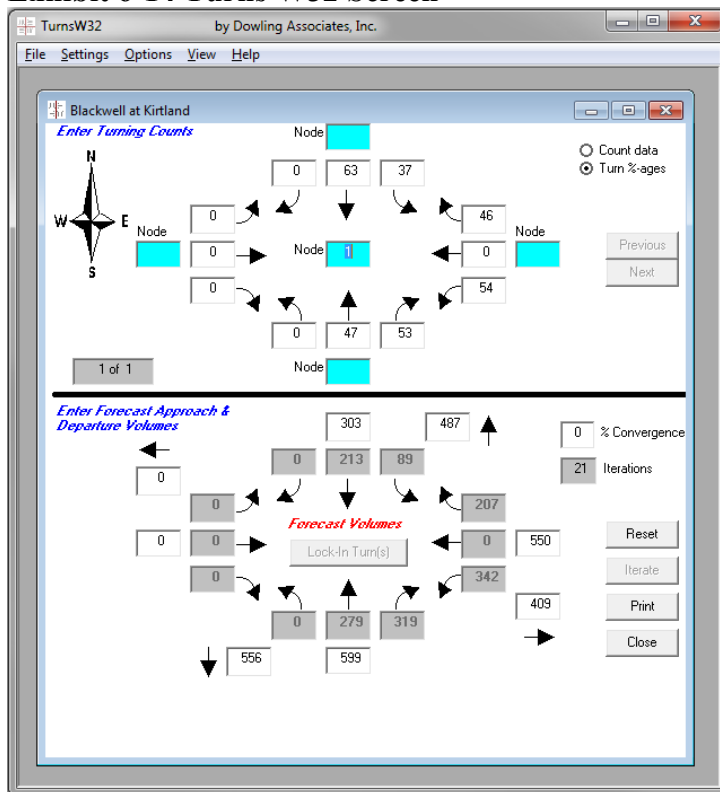 TurnsW32 by Dowling Associates, Inc.
File Settings Options View Help
Blackwell at Kirtland
Enter Turning Counts
Node
N
W E
S
0 63 37
Count data
Turn %-ages
0
46
Node
0
Node 1
0
Node
Previous
0
54
Next
0 47 53
1 of 1
Node
Enter Forecast Approach &
Departure Volumes
303
487
0 % Convergence
0 213 89
21 Iterations
0
0
207
Forecast Volumes
0
0
Lock-In Turn(s)
0
550
Reset
0
342
Iterate
409
Print
0 279 319
Close
556
599